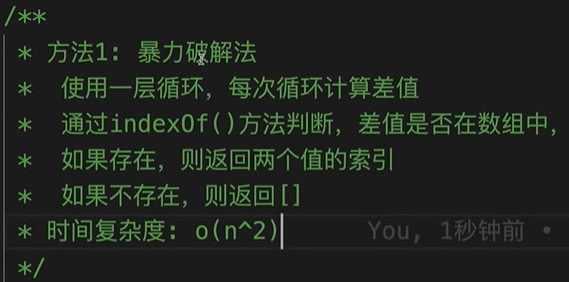 /**
* 方法1: 暴力破解法
* 使用一层循环，每次循环计算差值
* 通过indexOf()方法判断，差值是否在数组中，
* 如果存在，则返回两个值的索引
* 如果不存在，则返回[]
* 时间复杂度: o(n^2) You, 1秒钟前 •
*/